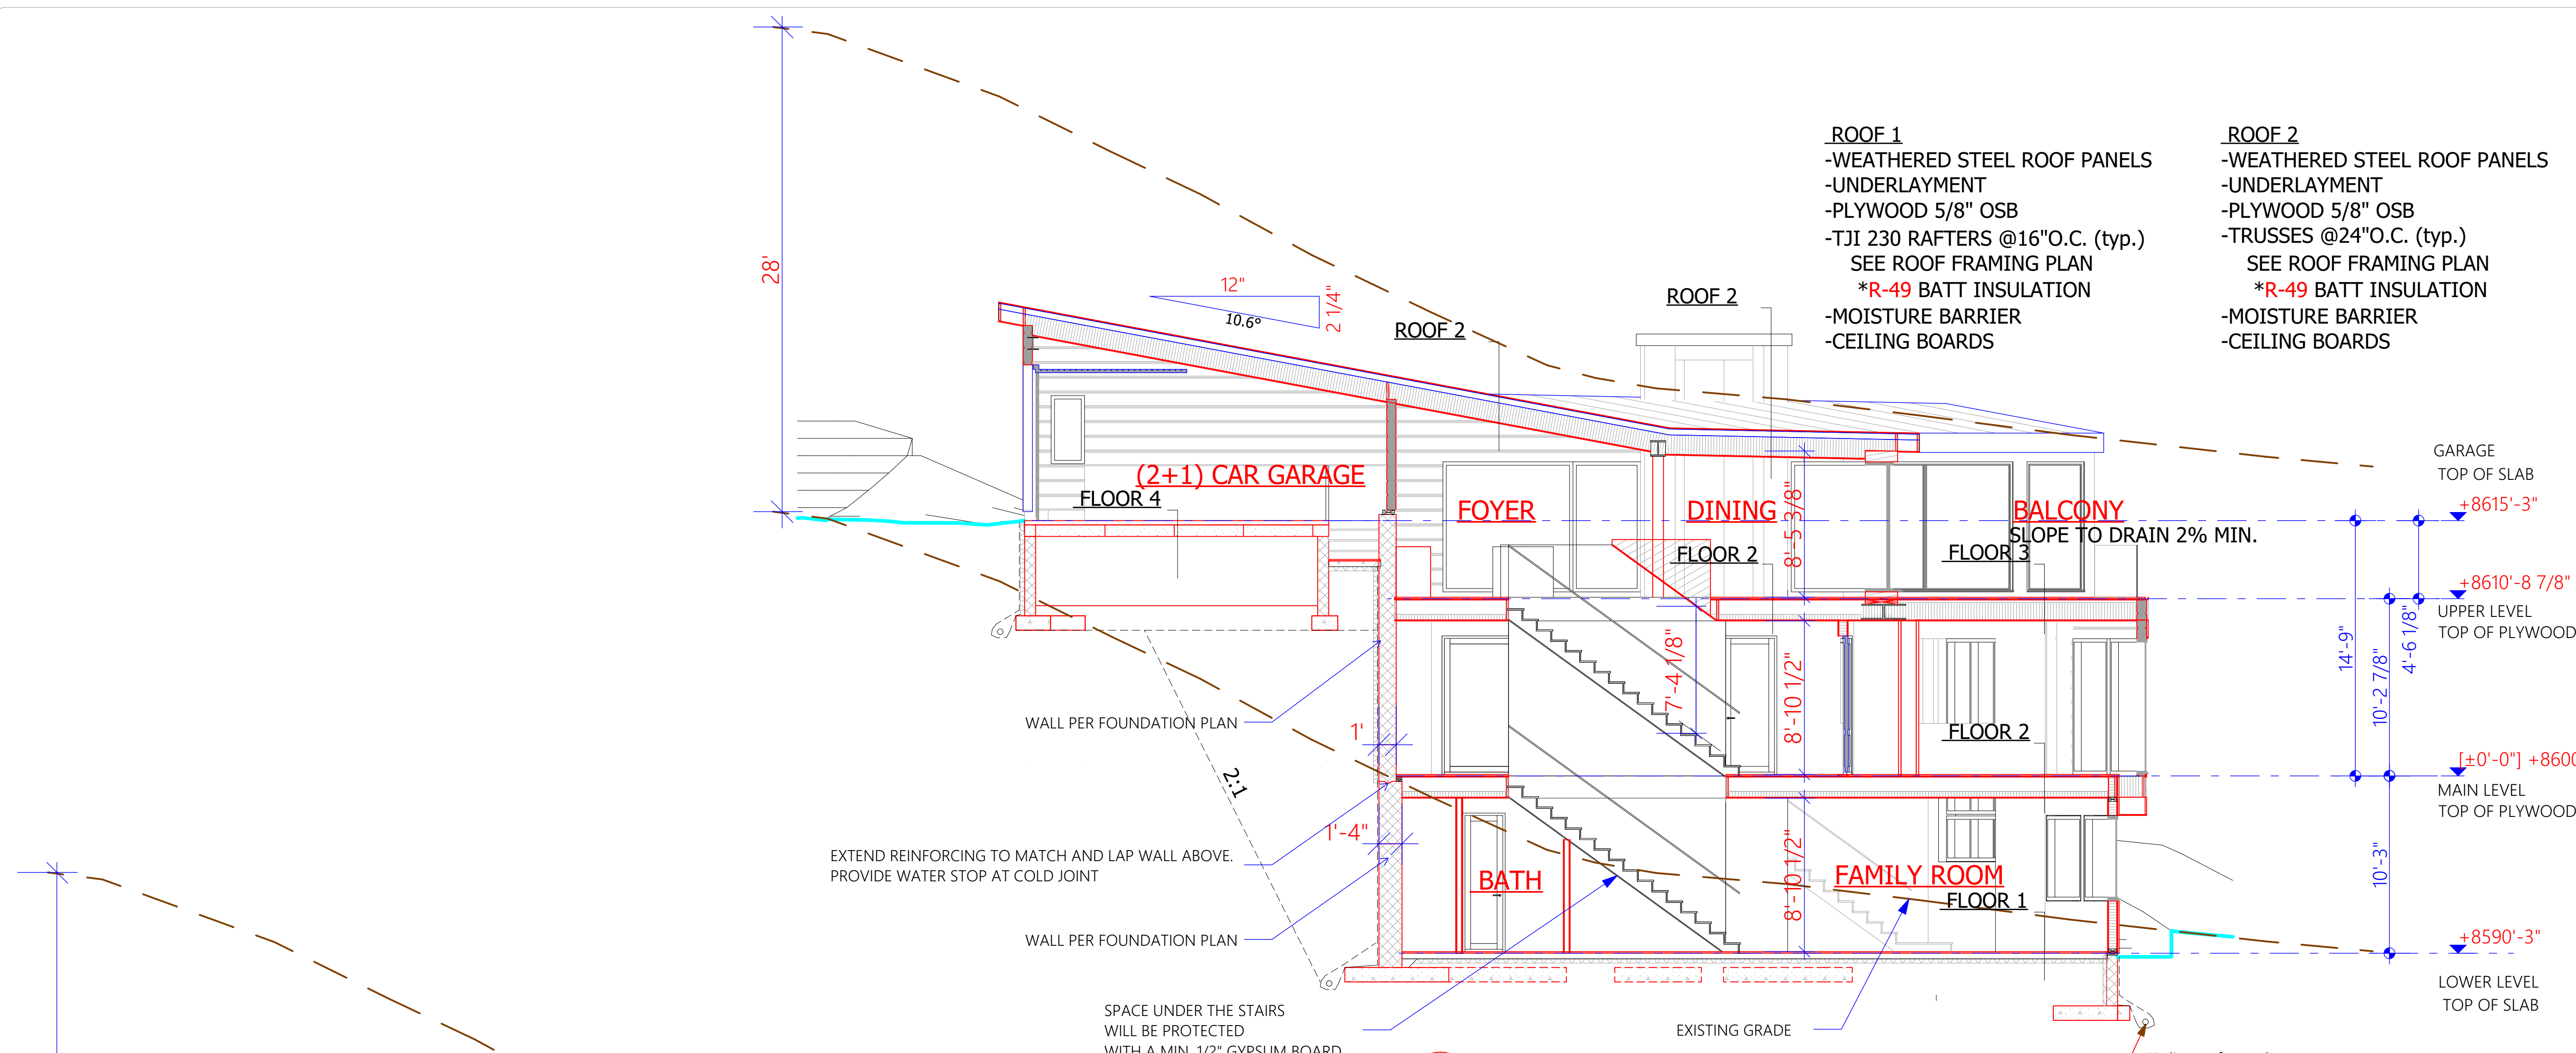 ROOF 1
-WEATHERED STEEL ROOF PANELS
-UNDERLAYMENT
-PLYWOOD 5/8" OSB
-TJI 230 RAFTERS @16"O.C. (typ.)
SEE ROOF FRAMING PLAN
*R-49 BATT INSULATION
-MOISTURE BARRIER
-CEILING BOARDS
ROOF 2
-WEATHERED STEEL ROOF PANELS
-UNDERLAYMENT
-PLYWOOD 5/8" OSB
-TRUSSES @24"O.C. (typ.)
SEE ROOF FRAMING PLAN
*R-49 BATT INSULATION
-MOISTURE BARRIER
-CEILING BOARDS
28'
12"
10.6°
2 1/4"
ROOF 2
ROOF 2
(2+1) CAR GARAGE
FLOOR 4
FOYER
DINING
8'-5 3/8"
BALCONY
SLOPE TO DRAIN 2% MIN.
FLOOR 2
FLOOR 3
GARAGE
TOP OF SLAB
+8615'-3"
+8610'-8 7/8"
UPPER LEVEL
TOP OF PLYWOOD
14'-9"
10'-2 7/8"
4'-6 1/8"
7'-4 1/8"
8'-10 1/2"
FLOOR 2
WALL PER FOUNDATION PLAN
1'
2:1
[±0'-0"] +8600
MAIN LEVEL
TOP OF PLYWOOD
1'-4"
EXTEND REINFORCING TO MATCH AND LAP WALL ABOVE.
PROVIDE WATER STOP AT COLD JOINT
BATH
8'-10 1/2"
FAMILY ROOM
FLOOR 1
10'-3"
WALL PER FOUNDATION PLAN
+8590'-3"
LOWER LEVEL
TOP OF SLAB
SPACE UNDER THE STAIRS
WILL BE PROTECTED
WITH A MIN. 1/2" GYPSUM BOARD
EXISTING GRADE